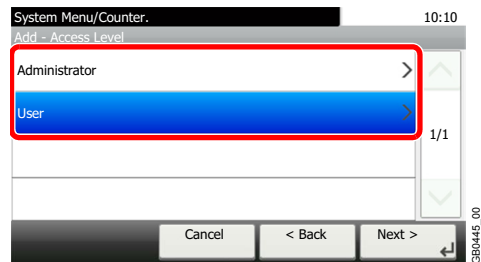 System Menu/Counter. 10:10
Add - Access Level
Administrator
User
1/1
Cancel < Back Next >
GB0445_00